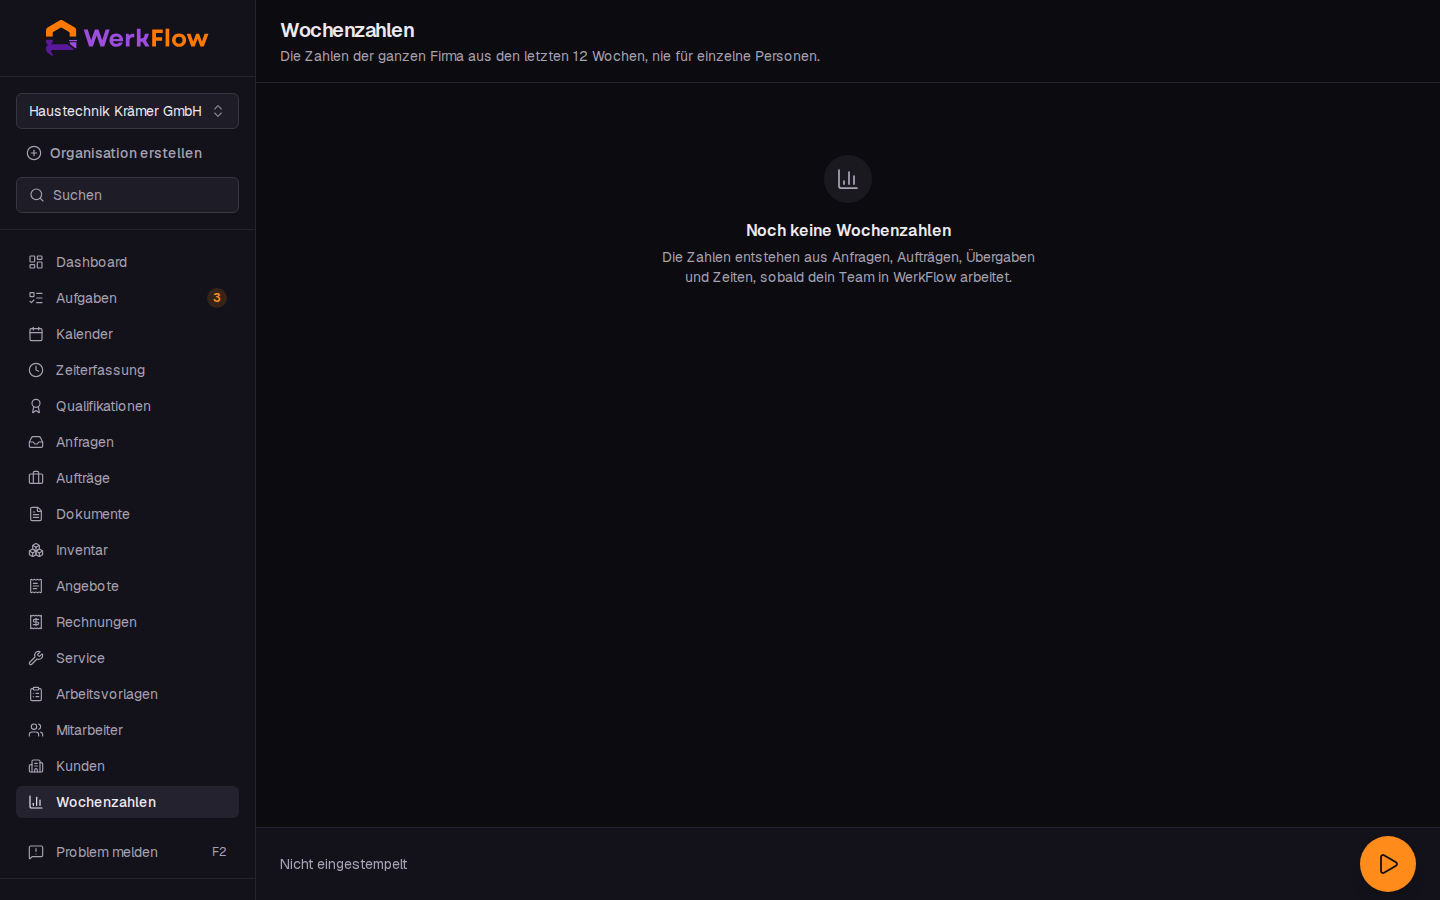 WerkFlow
Haustechnik Krämer GmbH
Organisation erstellen
Suchen
Dashboard
Aufgaben 3
Kalender
Zeiterfassung
Qualifikationen
Anfragen
Aufträge
Dokumente
Inventar
Angebote
Rechnungen
Service
Arbeitsvorlagen
Mitarbeiter
Kunden
Wochenzahlen
Problem melden F2
Wochenzahlen
Die Zahlen der ganzen Firma aus den letzten 12 Wochen, nie für einzelne Personen.
Noch keine Wochenzahlen
Die Zahlen entstehen aus Anfragen, Aufträgen, Übergaben
und Zeiten, sobald dein Team in WerkFlow arbeitet.
Nicht eingestempelt